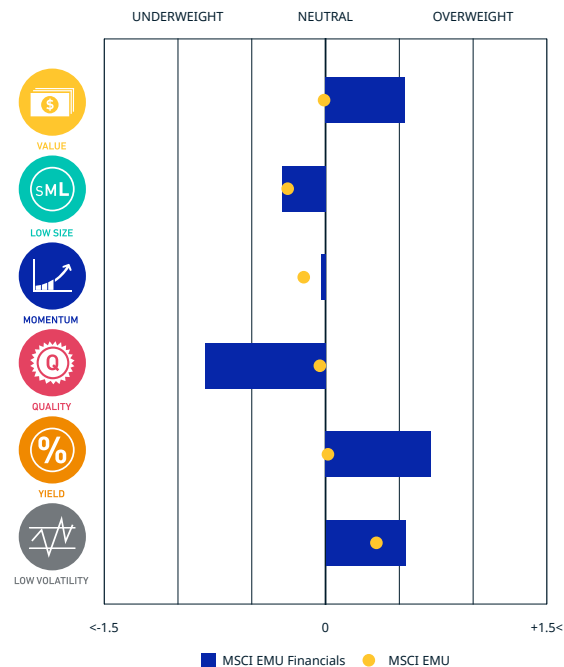 UNDERWEIGHT NEUTRAL OVERWEIGHT
$
VALUE
SML
LOW SIZE
MOMENTUM
Q
QUALITY
%
YIELD
LOW VOLATILITY
<-1.5 0 +1.5<
MSCI EMU Financials MSCI EMU